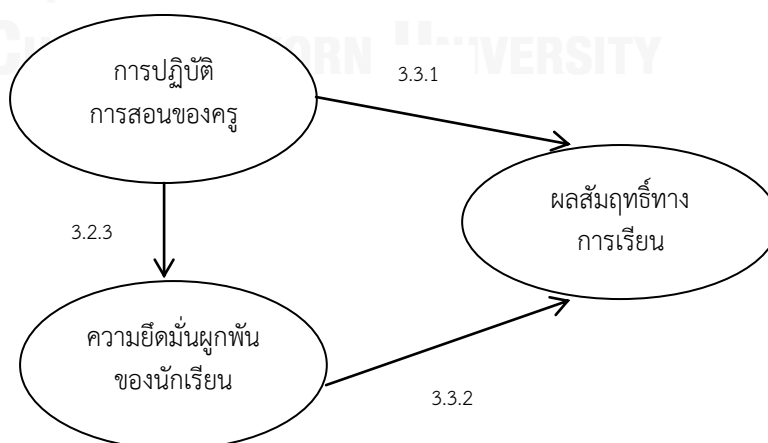 การปฏิบัติ
การสอนของครู
3.3.1
ผลสัมฤทธิ์ทาง
การเรียน
3.2.3
ความยึดมั่นผูกพัน
ของนักเรียน
3.3.2